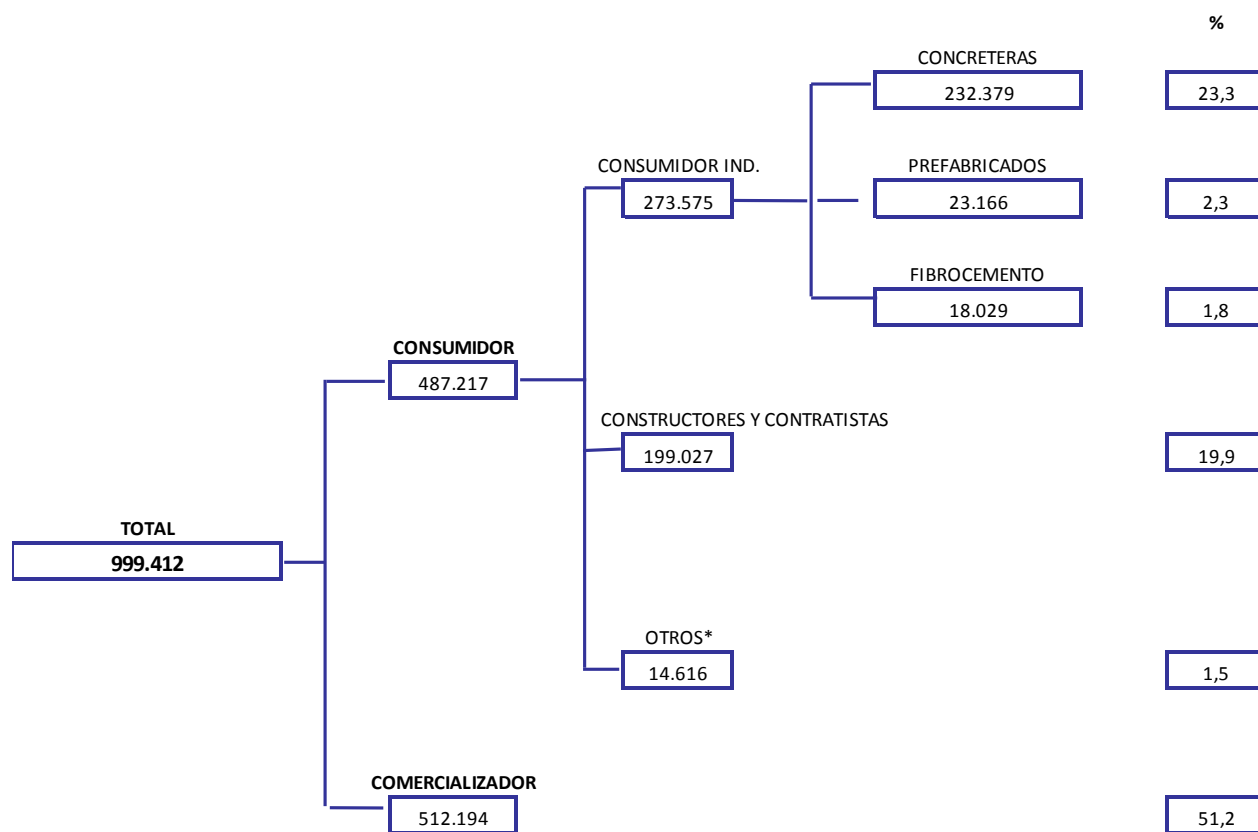 %
CONCRETERAS
232.379
23,3
CONSUMIDOR IND.
273.575
PREFABRICADOS
23.166
2,3
FIBROCEMENTO
18.029
1,8
CONSUMIDOR
487.217
CONSTRUCTORES Y CONTRATISTAS
199.027
19,9
TOTAL
999.412
OTROS*
14.616
1,5
COMERCIALIZADOR
512.194
51,2